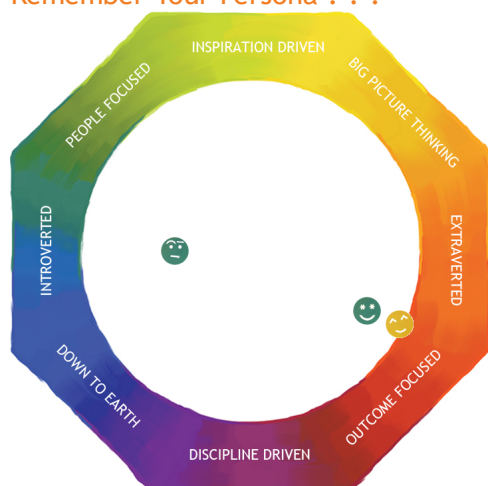 Remember Your Persona . . .
INSPIRATION DRIVEN
BIG PICTURE THINKING
EXTRAVERTED
OUTCOME FOCUSED
DISCIPLINE DRIVEN
DOWN TO EARTH
INTROVERTED
PEOPLE FOCUSED